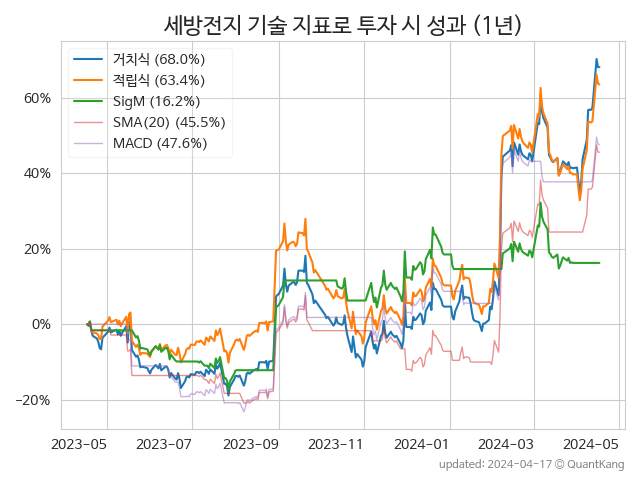 세방전지 기술 지표로 투자 시 성과 (1년)
거치식 (68.0%)
적립식 (63.4%)
SigM (16.2%)
SMA(20) (45.5%)
MACD (47.6%)
60%
40%
20%
0%
−20%
2023-05 2023-07 2023-09 2023-11 2024-01 2024-03 2024-05
updated: 2024-04-17 © QuantKang